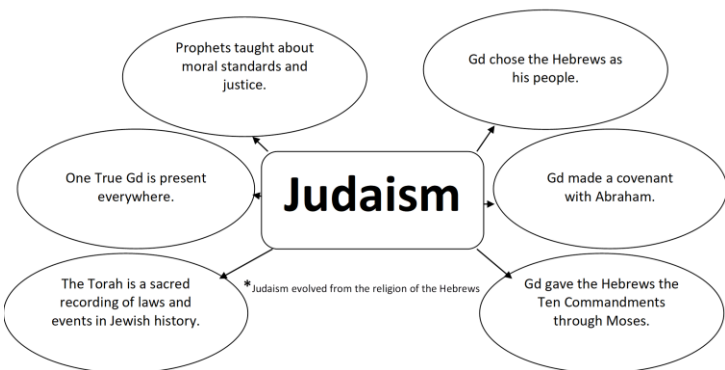 Prophets taught about
moral standards and
justice.
Gd chose the Hebrews as
his people.
One True Gd is present
everywhere.
Judaism
Gd made a covenant
with Abraham.
The Torah is a sacred
recording of laws and
events in Jewish history.
*Judaism evolved from the religion of the Hebrews
Gd gave the Hebrews the
Ten Commandments
through Moses.